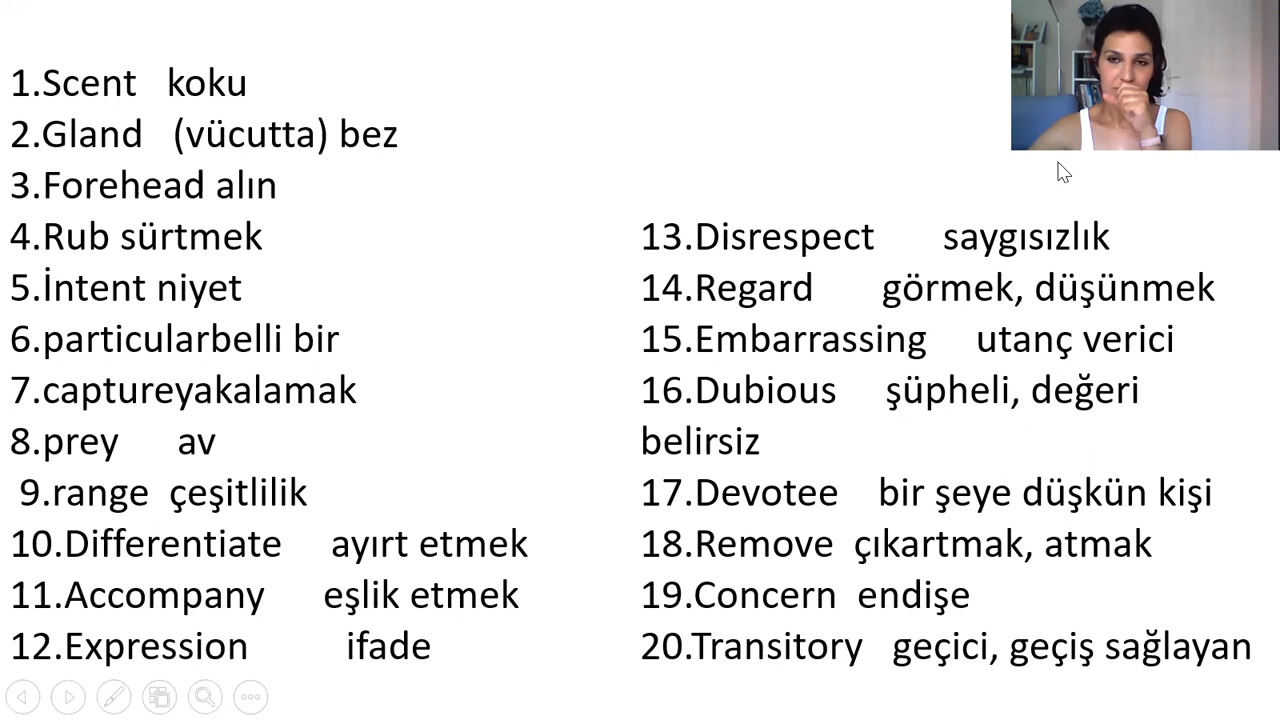 1.Scent koku
2.Gland (vücutta) bez
3.Forehead alın
4.Rub sürtmek
5.İntent niyet
6.particularbelli bir
7.captureyakalamak
8.prey av
9.range çeşitlilik
10.Differentiate ayırt etmek
11.Accompany eşlik etmek
12.Expression ifade
13.Disrespect saygısızlık
14.Regard görmek, düşünmek
15.Embarrassing utanç verici
16.Dubious şüpheli, değeri
belirsiz
17.Devotee bir şeye düşkün kişi
18.Remove çıkartmak, atmak
19.Concern endişe
20.Transitory geçici, geçiş sağlayan